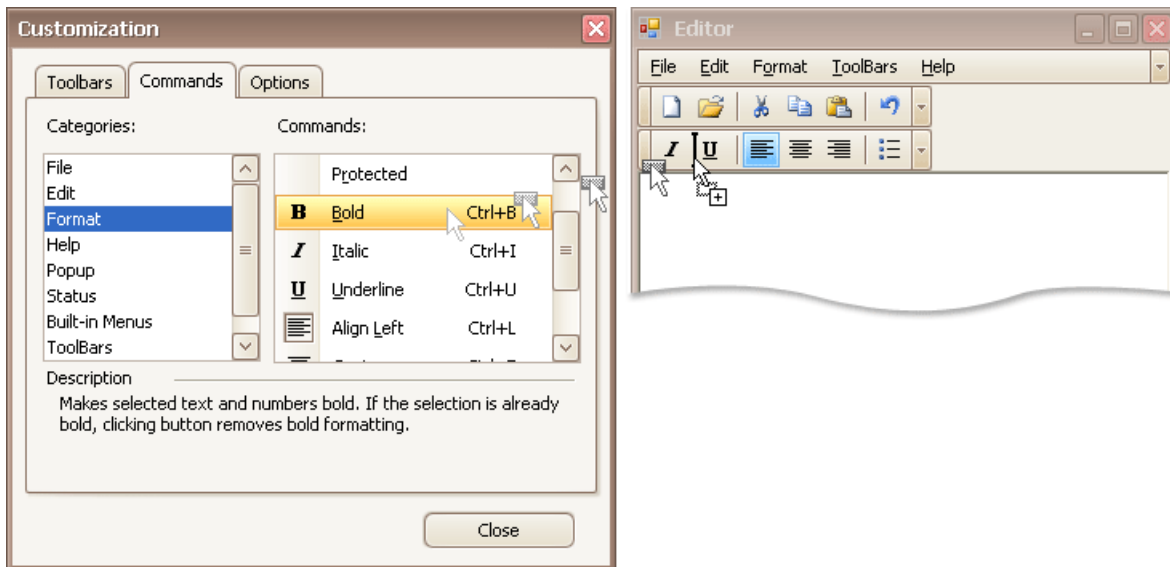 Customization
Toolbars Commands Options
Categories: Commands:
File
Edit
Format
Help
Popup
Status
Built-in Menus
ToolBars
Protected
B Bold Ctrl+B
I Italic Ctrl+I
U Underline Ctrl+U
Align Left Ctrl+L
Description
Makes selected text and numbers bold. If the selection is already
bold, clicking button removes bold formatting.
Close
Editor
File Edit Format ToolBars Help
I U